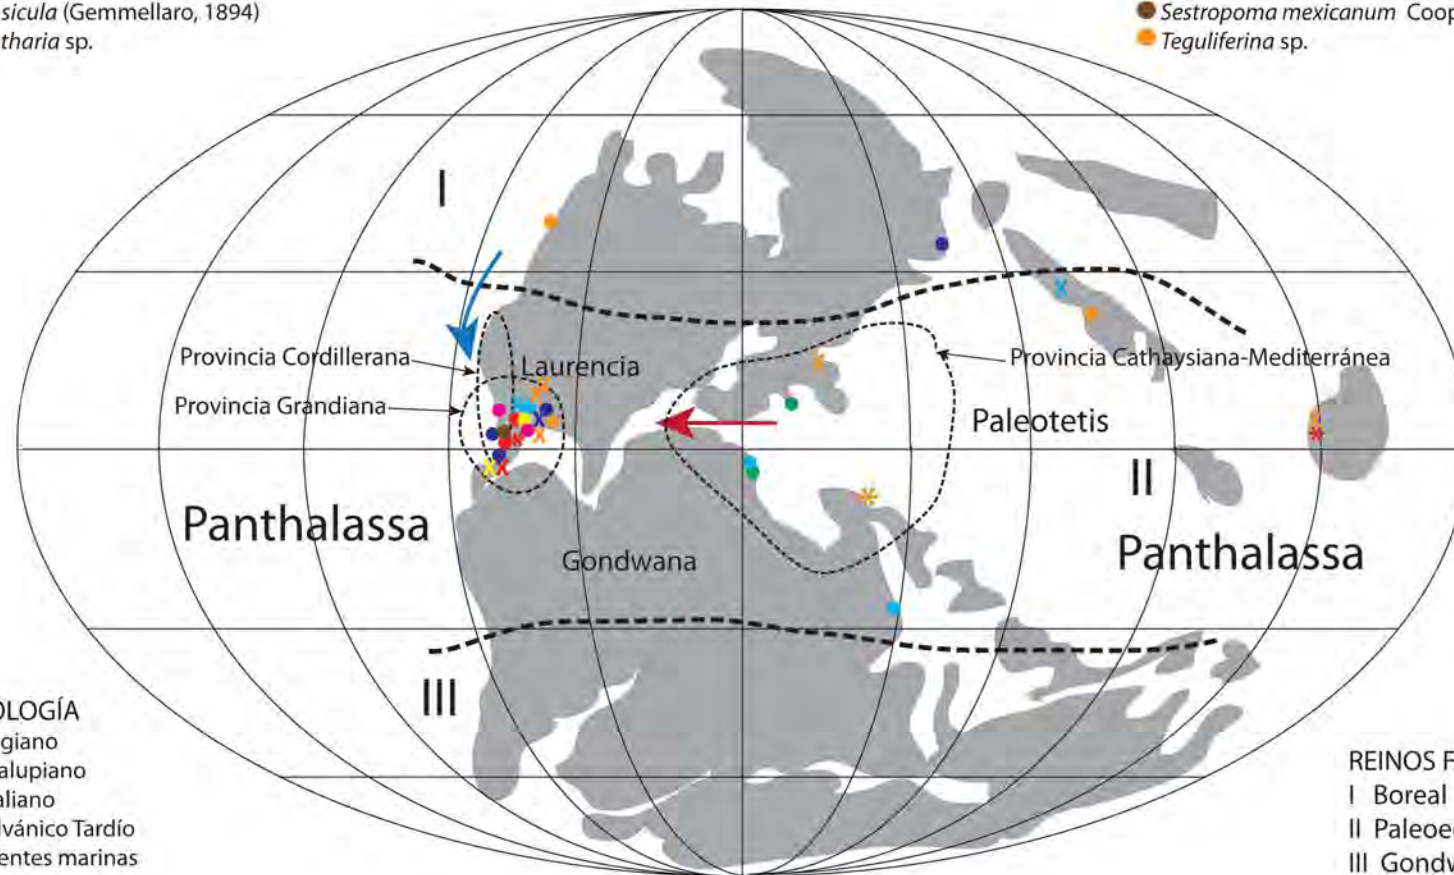 sicula (Gemmellaro, 1894)
tharia sp.
Sestropoma mexicanum Coop
Teguliferina sp.
I
Provincia Cordillerana
Laurencia
Provincia Cathaysiana-Mediterránea
Provincia Grandiana
Paleotetis
II
Panthalassa
Gondwana
Panthalassa
III
OLOGÍA
giano
alupiano
aliano
lvánico Tardío
entes marinas
REINOS F
I Boreal
II Paleoe
III Gondw